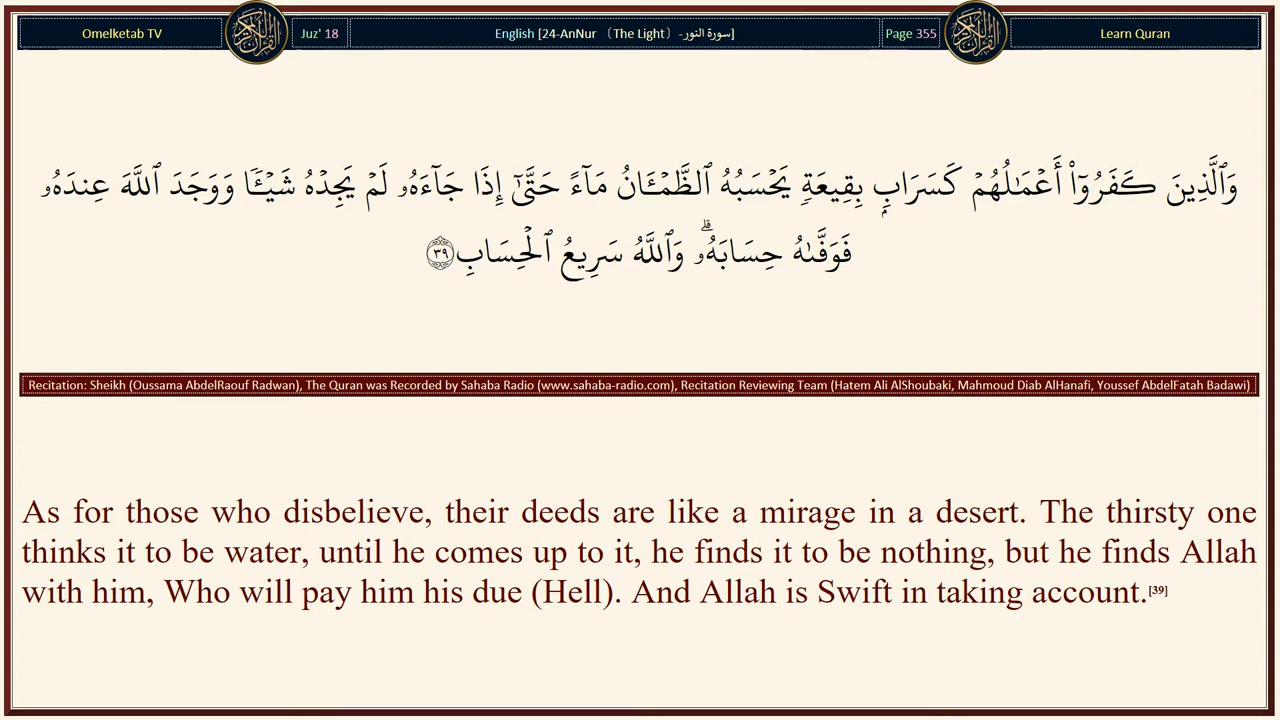 Omelketab TV
Juz' 18
English [24-AnNur （The Light）-سورة النور]
Page 355
Learn Quran
وَٱلَّذِينَ كَفَرُوٓا۟ أَعْمَـٰلُهُمْ كَسَرَابٍۭ بِقِيعَةٍ يَحْسَبُهُ ٱلظَّمْـَٔانُ مَآءً حَتَّىٰٓ إِذَا جَآءَهُۥ لَمْ يَجِدْهُ شَيْـًٔا وَوَجَدَ ٱللَّهَ عِندَهُۥ
فَوَفَّىٰهُ حِسَابَهُۥ ۗ وَٱللَّهُ سَرِيعُ ٱلْحِسَابِ ٣٩
Recitation: Sheikh (Oussama AbdelRaouf Radwan), The Quran was Recorded by Sahaba Radio (www.sahaba-radio.com), Recitation Reviewing Team (Hatem Ali AlShoubaki, Mahmoud Diab AlHanafi, Youssef AbdelFatah Badawi)
As for those who disbelieve, their deeds are like a mirage in a desert. The thirsty one
thinks it to be water, until he comes up to it, he finds it to be nothing, but he finds Allah
with him, Who will pay him his due (Hell). And Allah is Swift in taking account.[39]